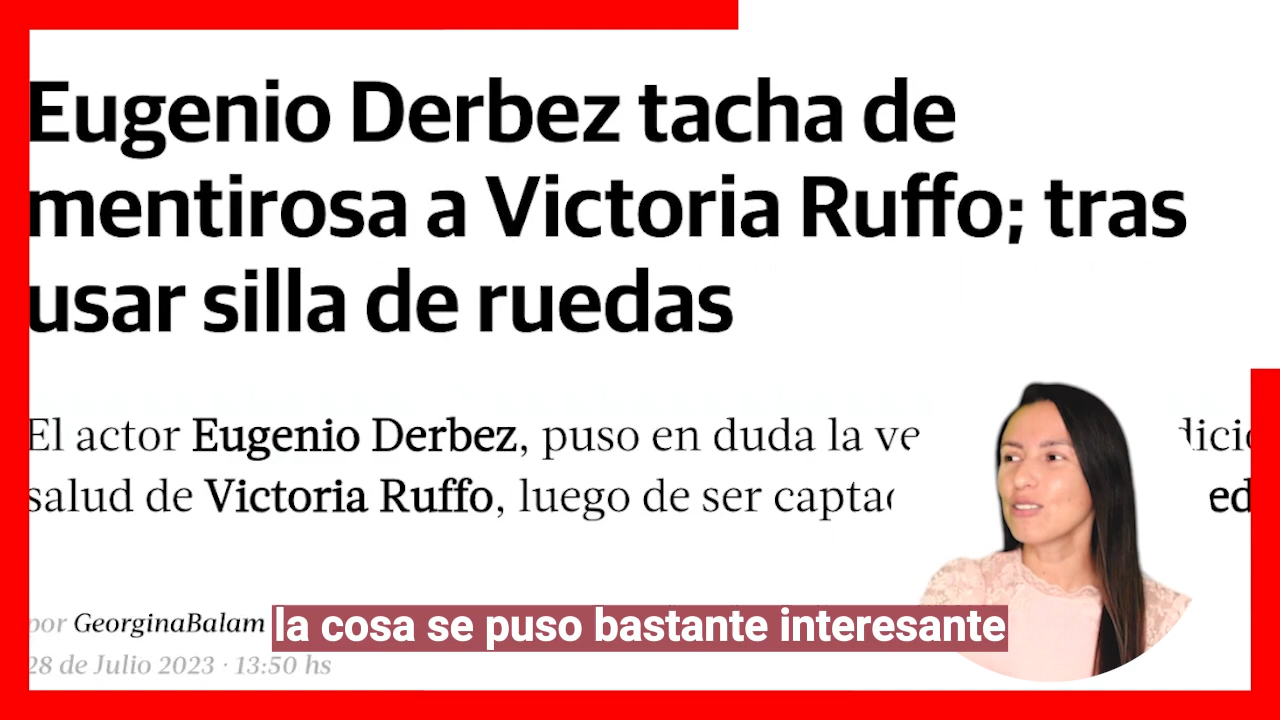 Eugenio Derbez tacha de
mentirosa a Victoria Ruffo; tras
usar silla de ruedas
El actor Eugenio Derbez, puso en duda la
salud de Victoria Ruffo, luego de ser
por GeorginaBalam
la cosa se puso bastante interesante
28 de Julio 2023 · 13:50 hs